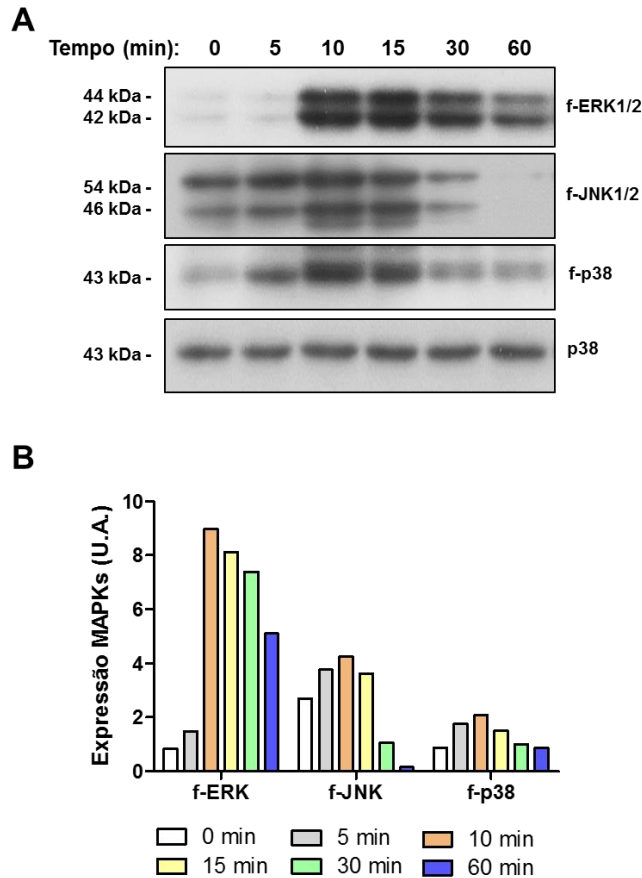 A
Tempo (min): 0 5 10 15 30 60
44 kDa -
42 kDa -
f-ERK1/2
54 kDa -
46 kDa -
f-JNK1/2
43 kDa -
f-p38
43 kDa -
p38
B
Expressão MAPKs (U.A.)
10
8
6
4
2
0
f-ERK f-JNK f-p38
0 min 5 min 10 min
15 min 30 min 60 min